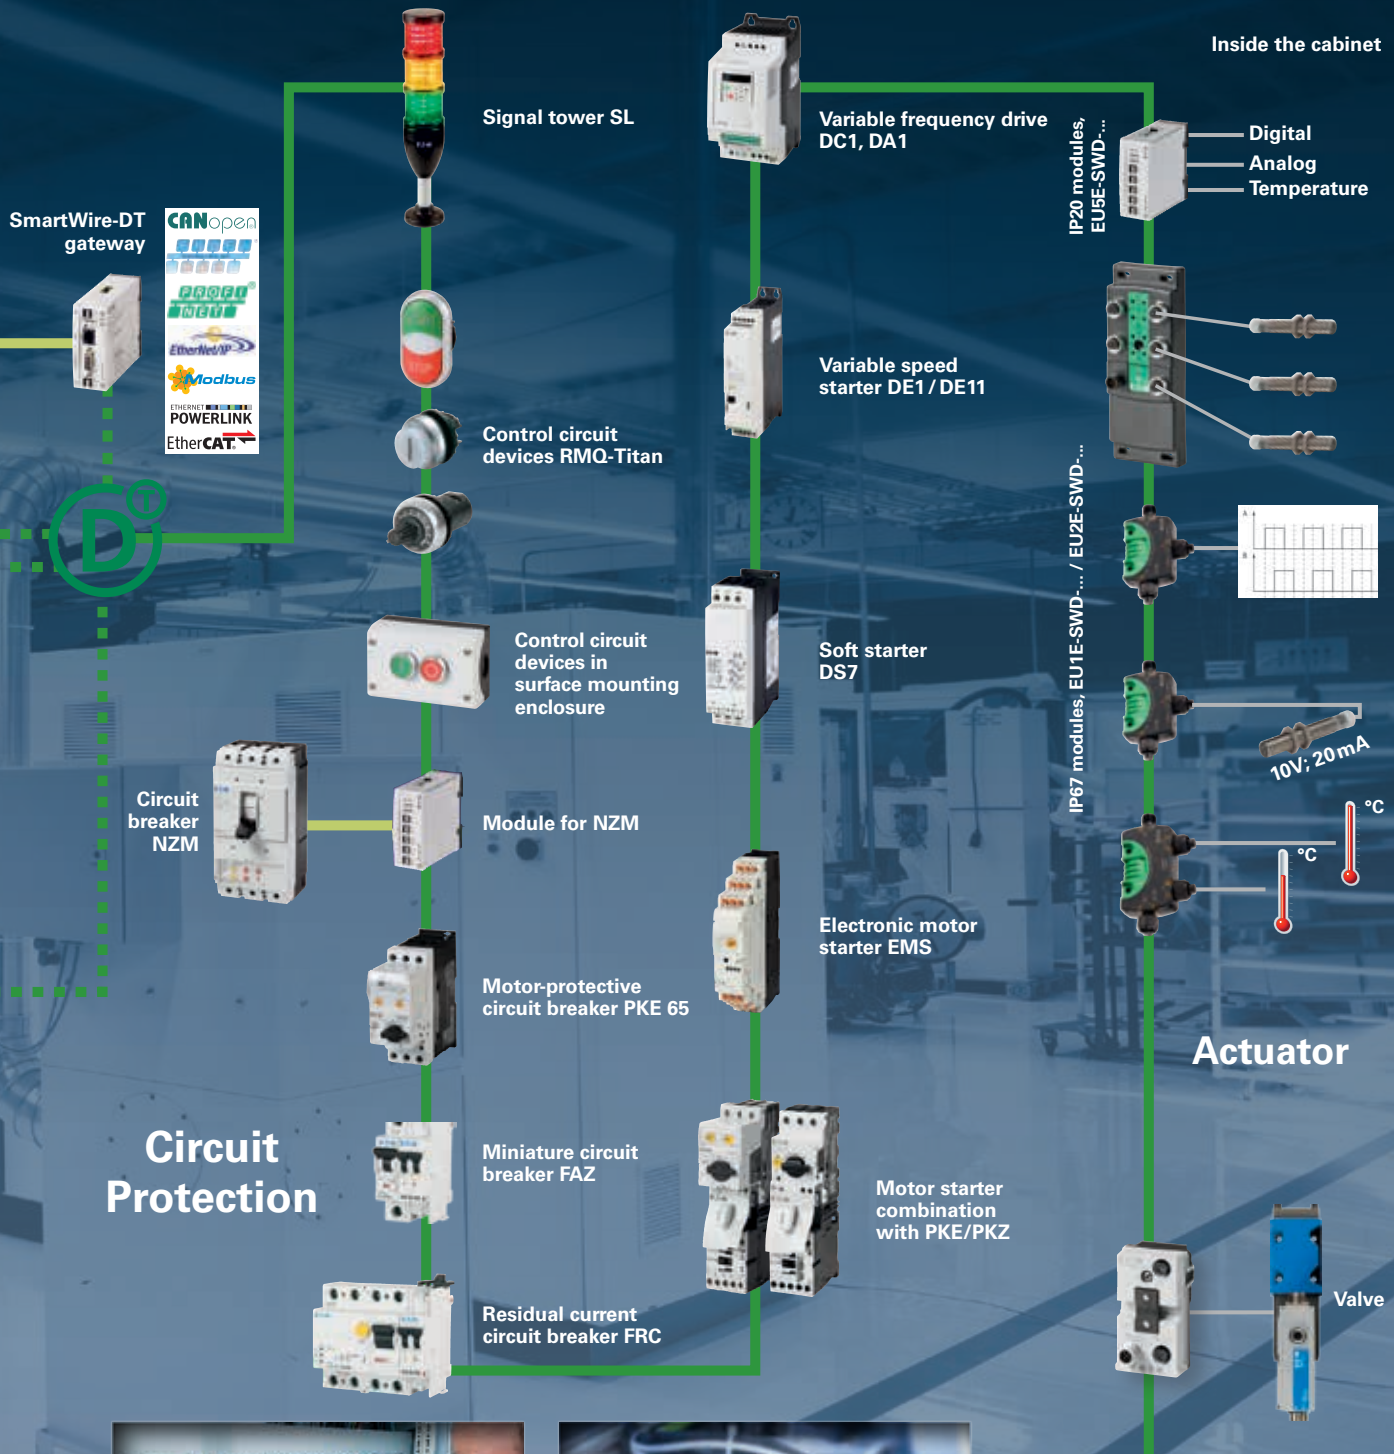 Inside the cabinet
Signal tower SL
Variable frequency drive
DC1, DA1
IP20 modules,
EU5E-SWD-...
Digital
Analog
Temperature
SmartWire-DT
gateway
CANopen
PROFI
NET
EtherNet/IP
Modbus
ETHERNET
POWERLINK
EtherCAT
Variable speed
starter DE1 / DE11
Control circuit
devices RMQ-Titan
IP67 modules, EU1E-SWD-... / EU2E-SWD-...
D T
Control circuit
devices in
surface mounting
enclosure
Soft starter
DS7
10V; 20mA
Circuit
breaker
NZM
Module for NZM
°C
°C
Electronic motor
starter EMS
Motor-protective
circuit breaker PKE 65
Actuator
Circuit
Protection
Miniature circuit
breaker FAZ
Motor starter
combination
with PKE/PKZ
Valve
Residual current
circuit breaker FRC